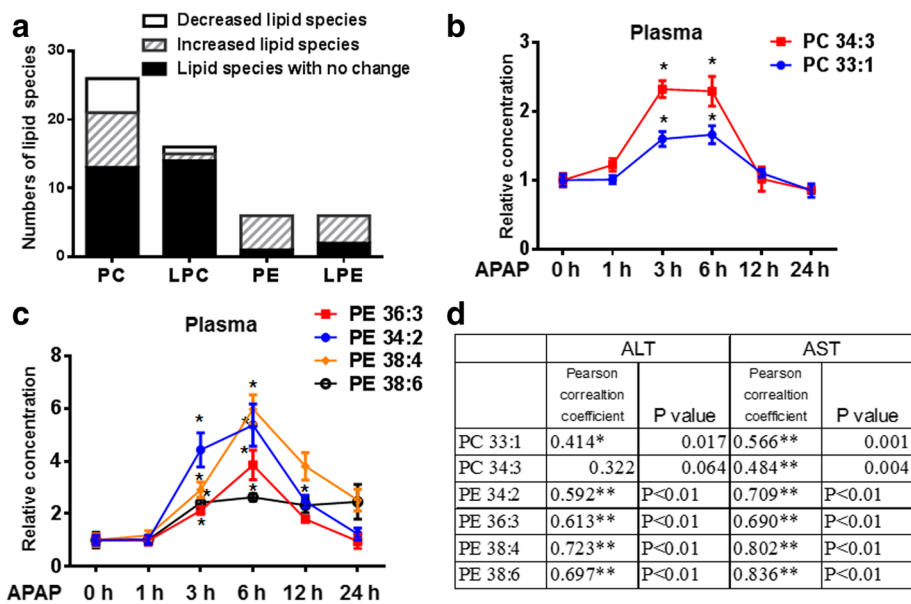 a
Decreased lipid species
Increased lipid species
Lipid species with no change
Numbers of lipid species
30
20
10
0
PC LPC PE LPE
b
Plasma
PC 34:3
PC 33:1
Relative concentration
3
2
1
0
* *
* *
APAP 0 h 1 h 3 h 6 h 12 h 24 h
c
Plasma
PE 36:3
PE 34:2
PE 38:4
PE 38:6
Relative concentration
8
6
4
2
0
*
*
*
*
*
*
*
*
*
APAP 0 h 1 h 3 h 6 h 12 h 24 h
d
ALT AST
Pearson correaltion coefficient P value Pearson correaltion coefficient P value
PC 33:1 0.414* 0.017 0.566** 0.001
PC 34:3 0.322 0.064 0.484** 0.004
PE 34:2 0.592** P<0.01 0.709** P<0.01
PE 36:3 0.613** P<0.01 0.690** P<0.01
PE 38:4 0.723** P<0.01 0.802** P<0.01
PE 38:6 0.697** P<0.01 0.836** P<0.01